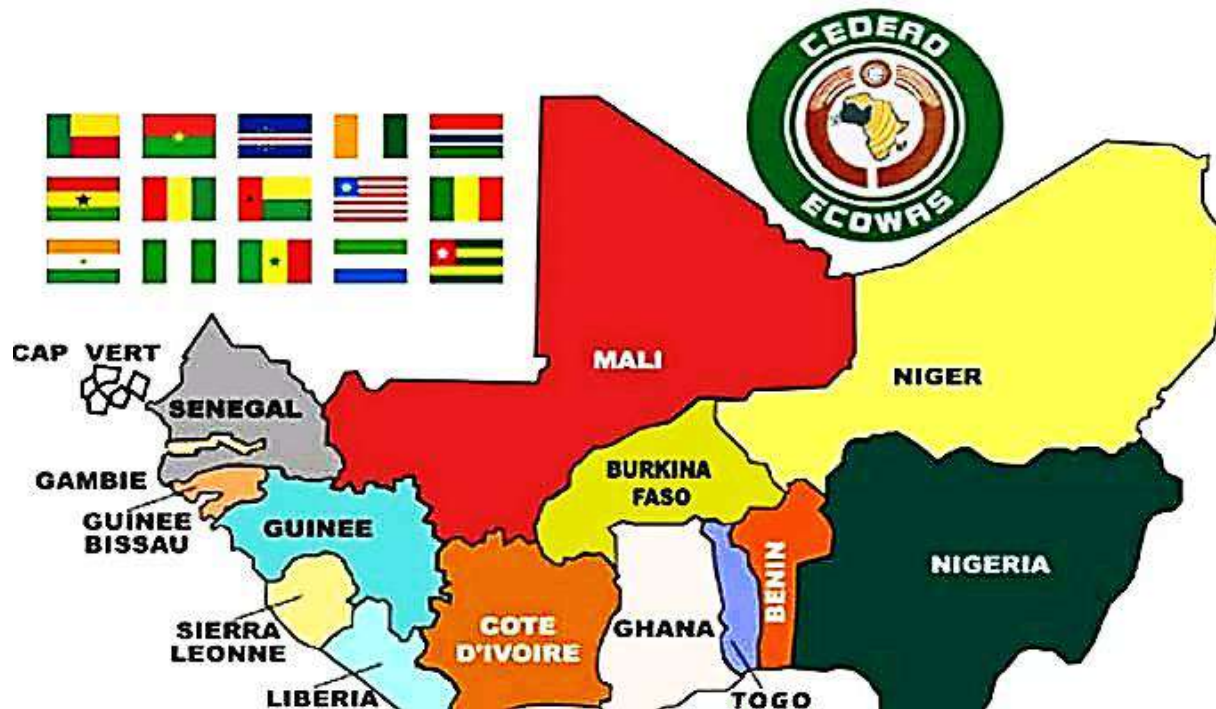 CEDEAO
ECOWAS
CAP VERT
MALI
NIGER
SENEGAL
GAMBIE
BURKINA
FASO
GUINEE
BISSAU
GUINEE
NIGERIA
BENIN
SIERRA
LEONNE
COTE
D'IVOIRE
GHANA
LIBERIA
TOGO